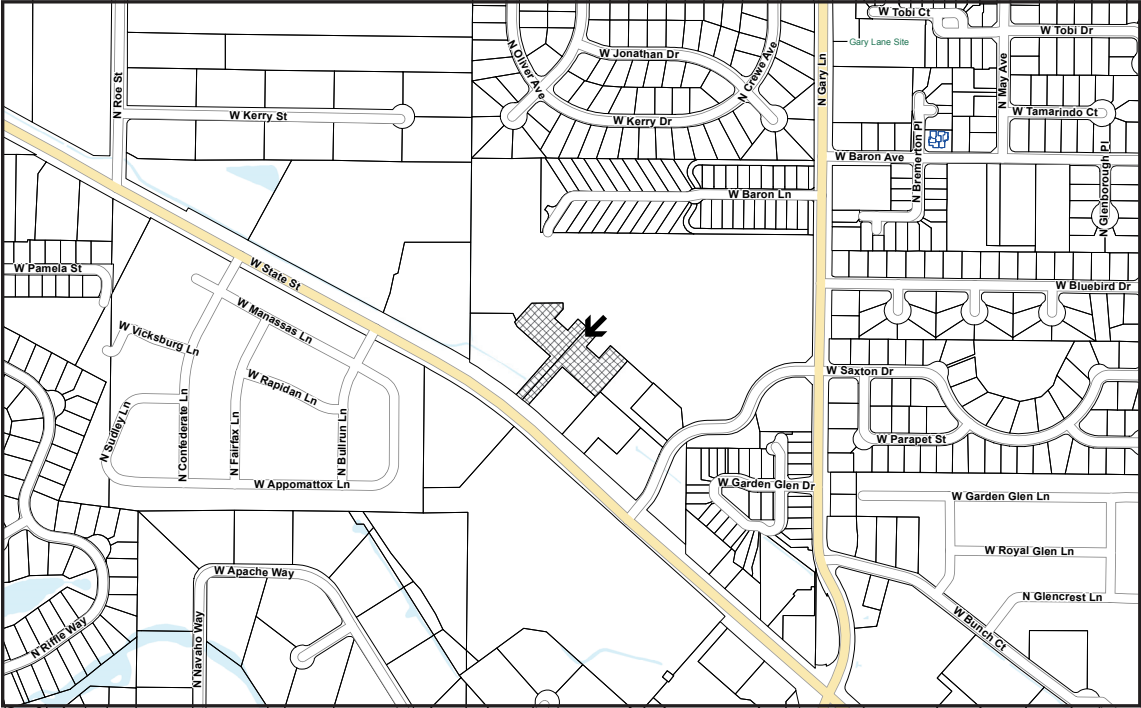 W Tobi Ct
W Tobi Dr
Gary Lane Site
N Oliver Ave
W Jonathan Dr
N Crewe Ave
N Gary Ln
N May Ave
N Roe St
W Kerry St
W Kerry Dr
W Tamarindo Ct
N Bremerton Pl
W Baron Ave
N Glenborough Pl
W Baron Ln
W Pamela St
W State St
W Bluebird Dr
W Manassas Ln
W Vicksburg Ln
W Saxton Dr
W Rapidan Ln
N Sudley Ln
N Confederate Ln
N Fairfax Ln
N Bullrun Ln
W Parapet St
W Appomattox Ln
W Garden Glen Dr
W Garden Glen Ln
W Royal Glen Ln
W Apache Way
N Glencrest Ln
N Riffle Way
N Navaho Way
W Bunch Ct